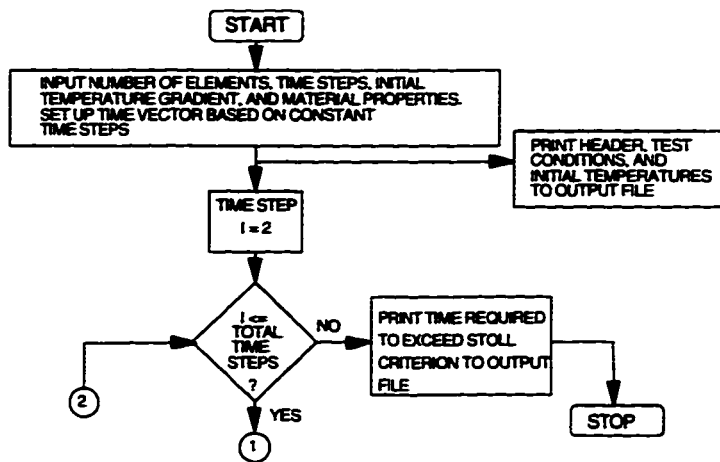 START
INPUT NUMBER OF ELEMENTS, TIME STEPS, INITIAL
TEMPERATURE GRADIENT, AND MATERIAL PROPERTIES.
SET UP TIME VECTOR BASED ON CONSTANT
TIME STEPS
PRINT HEADER, TEST
CONDITIONS, AND
INITIAL TEMPERATURES
TO OUTPUT FILE
TIME STEP
I = 2
I <=
TOTAL
TIME
STEPS
?
NO
PRINT TIME REQUIRED
TO EXCEED STOLL
CRITERION TO OUTPUT
FILE
2
YES
1
STOP